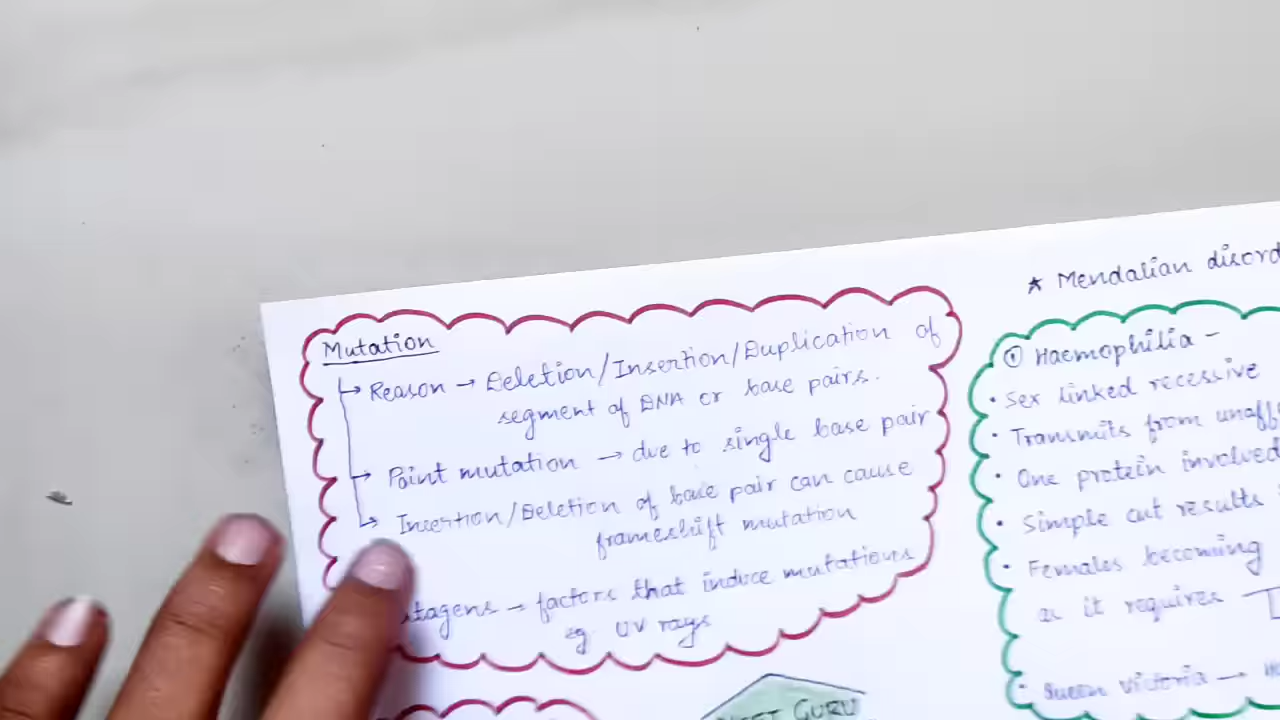 Mutation
Reason → Deletion/Insertion/Duplication of
segment of DNA or base pairs.
Point mutation → due to single base pair
Insertion/Deletion of base pair can cause
frameshift mutation
tagens → factors that induce mutations
eg. UV rays
★ Mendalian disord
① Haemophilia -
• Sex linked recessive
• Transmits from unaff
• One protein involved
• Simple cut results
• Females becoming
as it requires
• Queen Victoria →
GURU